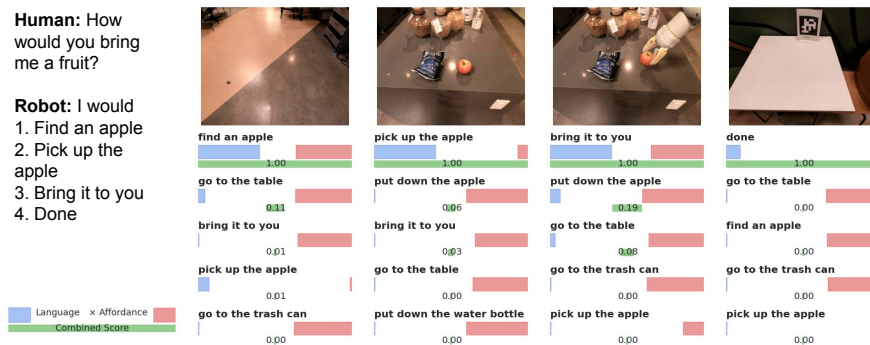 Human: How
would you bring
me a fruit?
Robot: I would
1. Find an apple
2. Pick up the
apple
3. Bring it to you
4. Done
Language × Affordance
Combined Score
find an apple
1.00
go to the table
0.11
bring it to you
0.01
pick up the apple
0.01
go to the trash can
0.00
pick up the apple
1.00
put down the apple
0.06
bring it to you
0.03
go to the table
0.00
put down the water bottle
0.00
bring it to you
1.00
put down the apple
0.19
go to the table
0.08
go to the trash can
0.00
pick up the apple
0.00
done
1.00
go to the table
0.00
find an apple
0.00
go to the trash can
0.00
pick up the apple
0.00